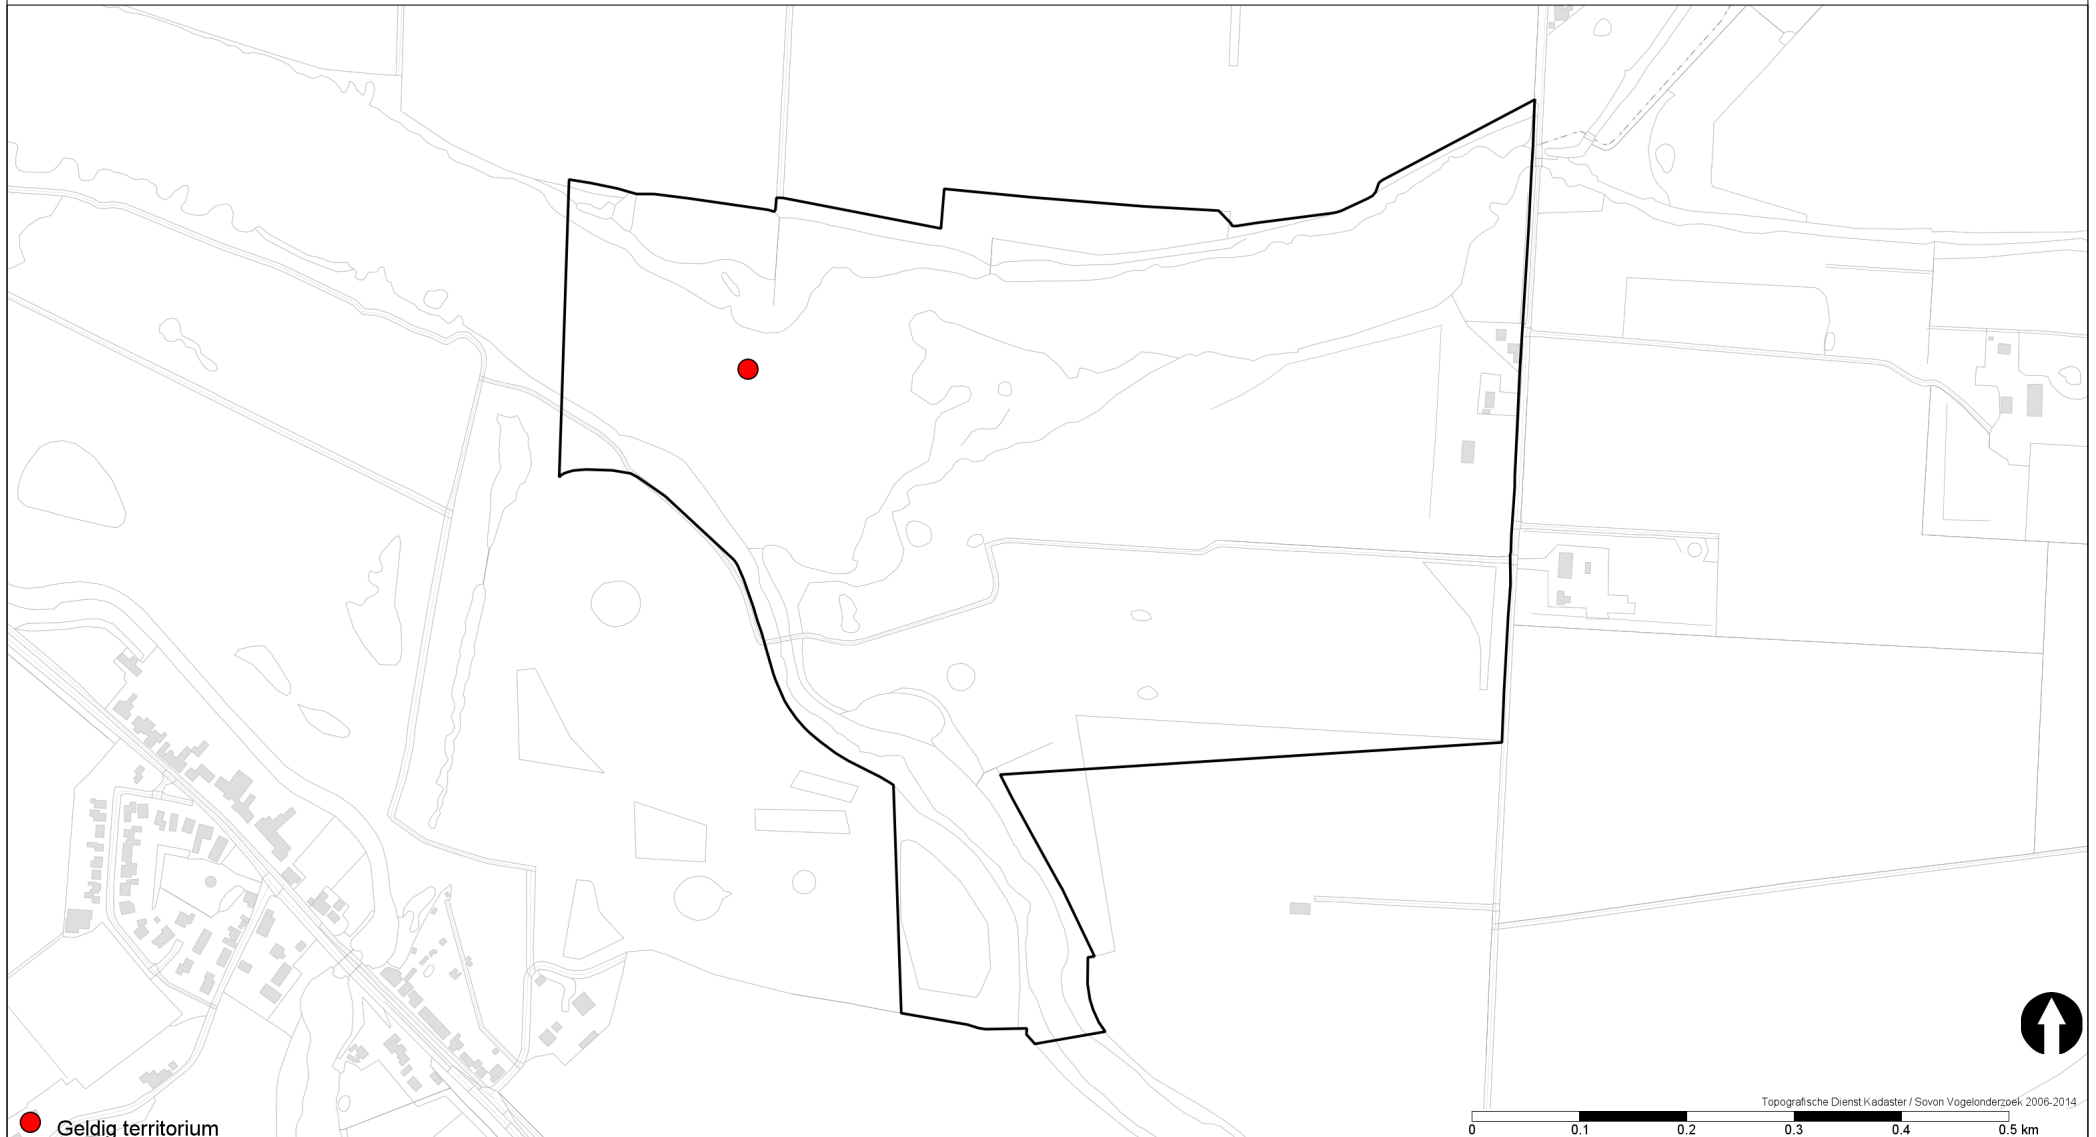 Topografische Dienst Kadaster / Sovon Vogelonderzoek 2006-2014
0 0.1 0.2 0.3 0.4 0.5 km
Geldig territorium